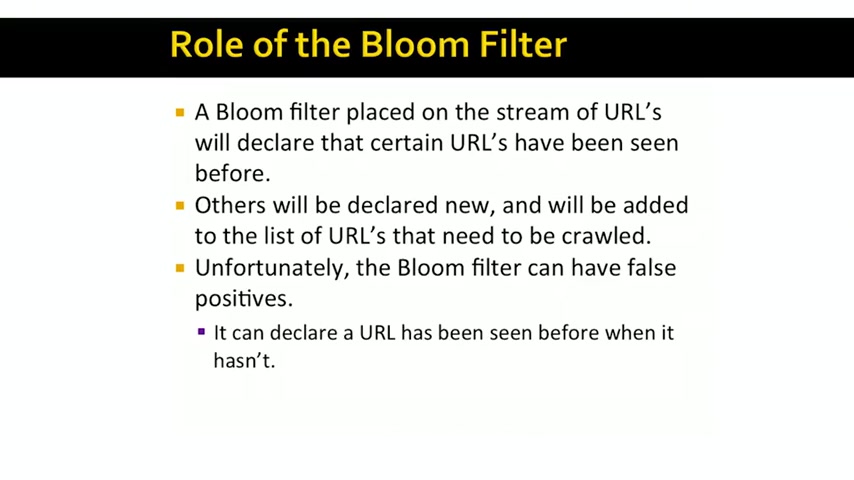 Role of the Bloom Filter
A Bloom filter placed on the stream of URL's
will declare that certain URL's have been seen
before.
Others will be declared new, and will be added
to the list of URL's that need to be crawled.
Unfortunately, the Bloom filter can have false
positives.
It can declare a URL has been seen before when it
hasn't.